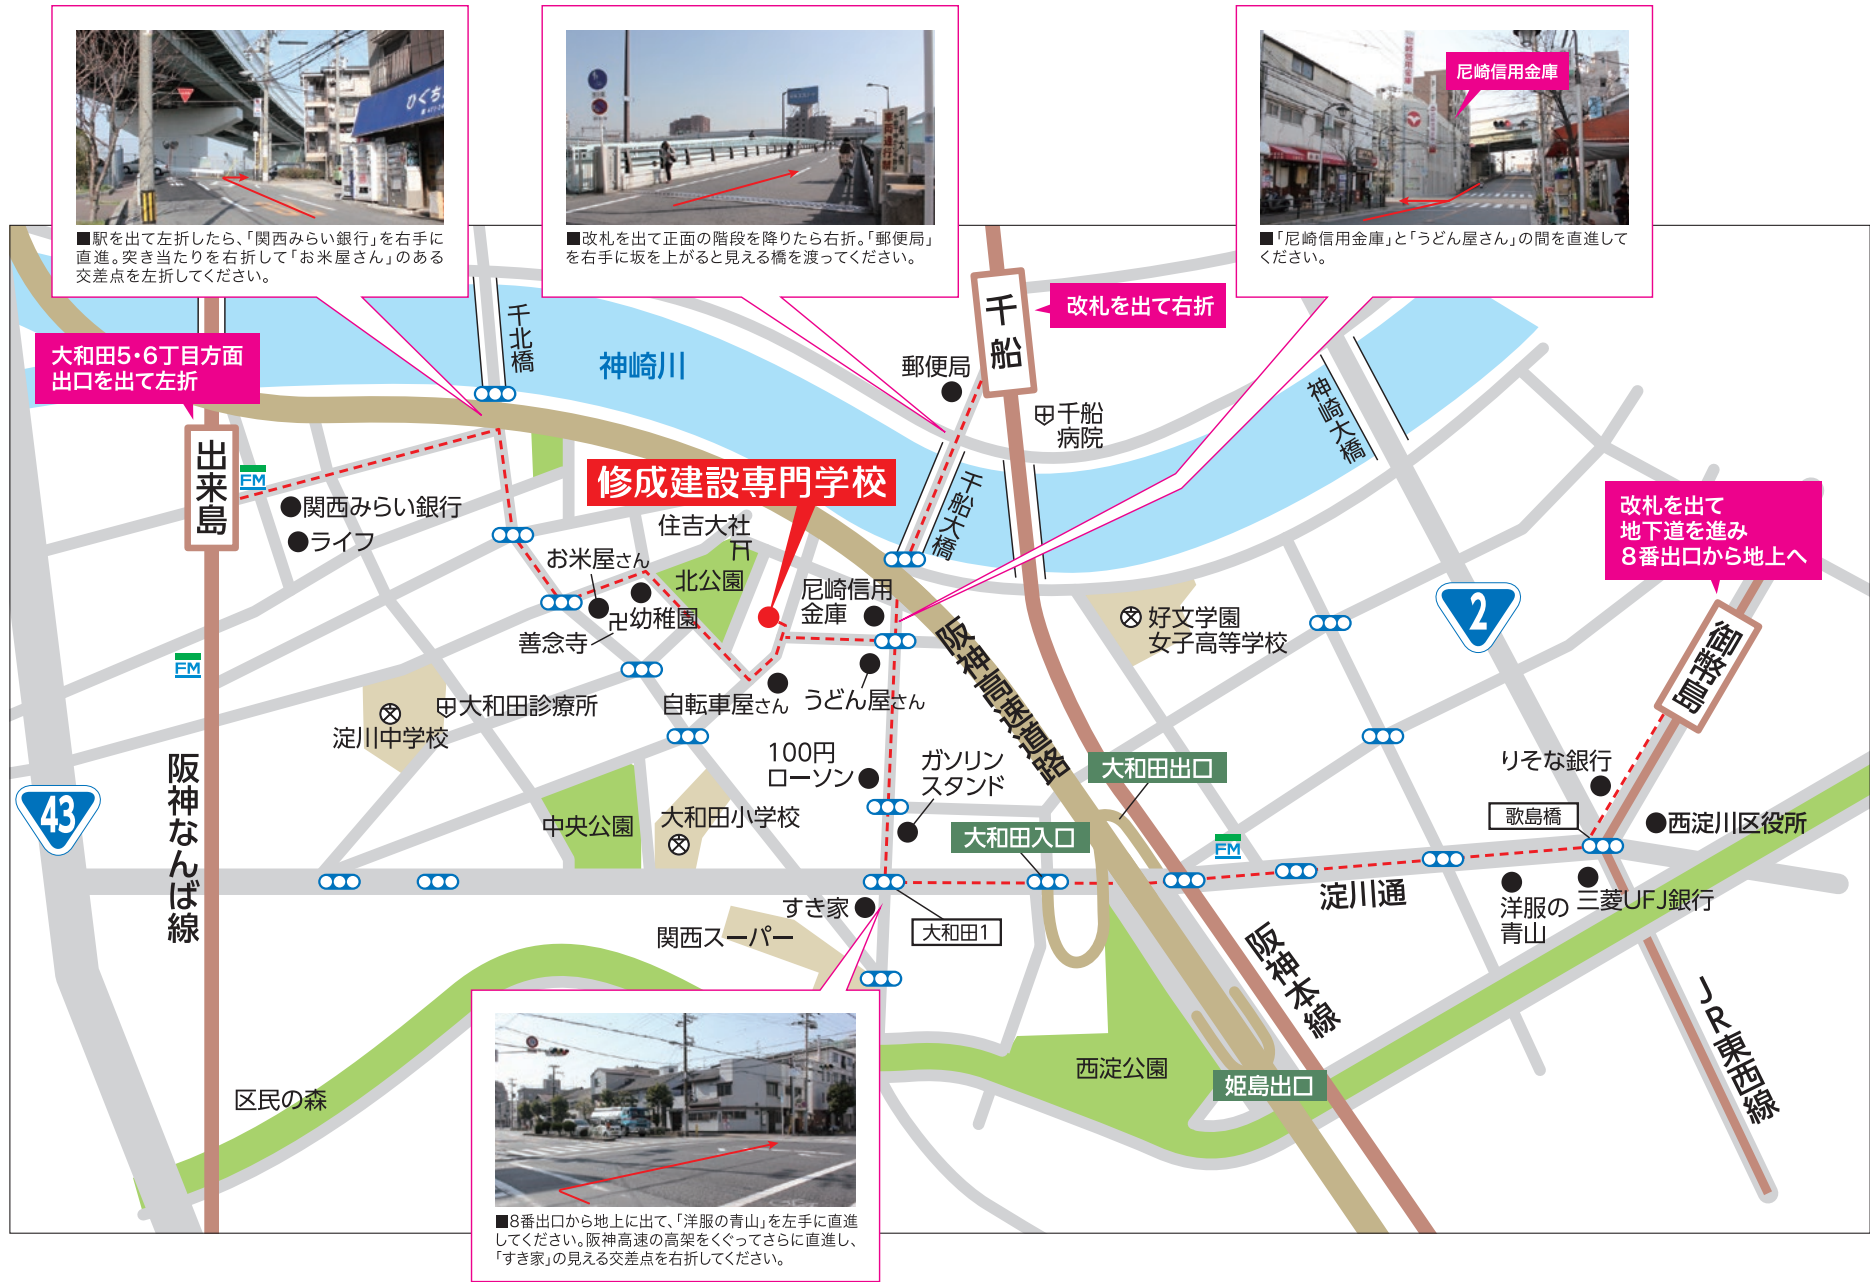 ひぐち
■駅を出て左折したら、「関西みらい銀行」を右手に
直進。突き当たりを右折して「お米屋さん」のある
交差点を左折してください。
■改札を出て正面の階段を降りたら右折。「郵便局」
を右手に坂を上がると見える橋を渡ってください。
尼崎信用金庫
尼崎信用金庫
■「尼崎信用金庫」と「うどん屋さん」の間を直進して
ください。
大和田5・6丁目方面
出口を出て左折
出来島
千北橋
神崎川
郵便局
千船
改札を出て右折
千船
病院
神崎大橋
千船大橋
改札を出て
地下道を進み
8番出口から地上へ
FM
関西みらい銀行
ライフ
修成建設専門学校
住吉大社
お米屋さん
北公園
幼稚園
善念寺
尼崎信用
金庫
阪神高速道路
好文学園
女子高等学校
2
御幣島
FM
大和田診療所
淀川中学校
自転車屋さん
うどん屋さん
阪神なんば線
43
100円
ローソン
ガソリン
スタンド
大和田出口
中央公園
大和田小学校
大和田入口
りそな銀行
歌島橋
西淀川区役所
FM
すき家
大和田1
淀川通
洋服の
青山
三菱UFJ銀行
関西スーパー
阪神本線
JR東西線
西淀公園
姫島出口
区民の森
■8番出口から地上に出て、「洋服の青山」を左手に直進
してください。阪神高速の高架をくぐってさらに直進し、
「すき家」の見える交差点を右折してください。